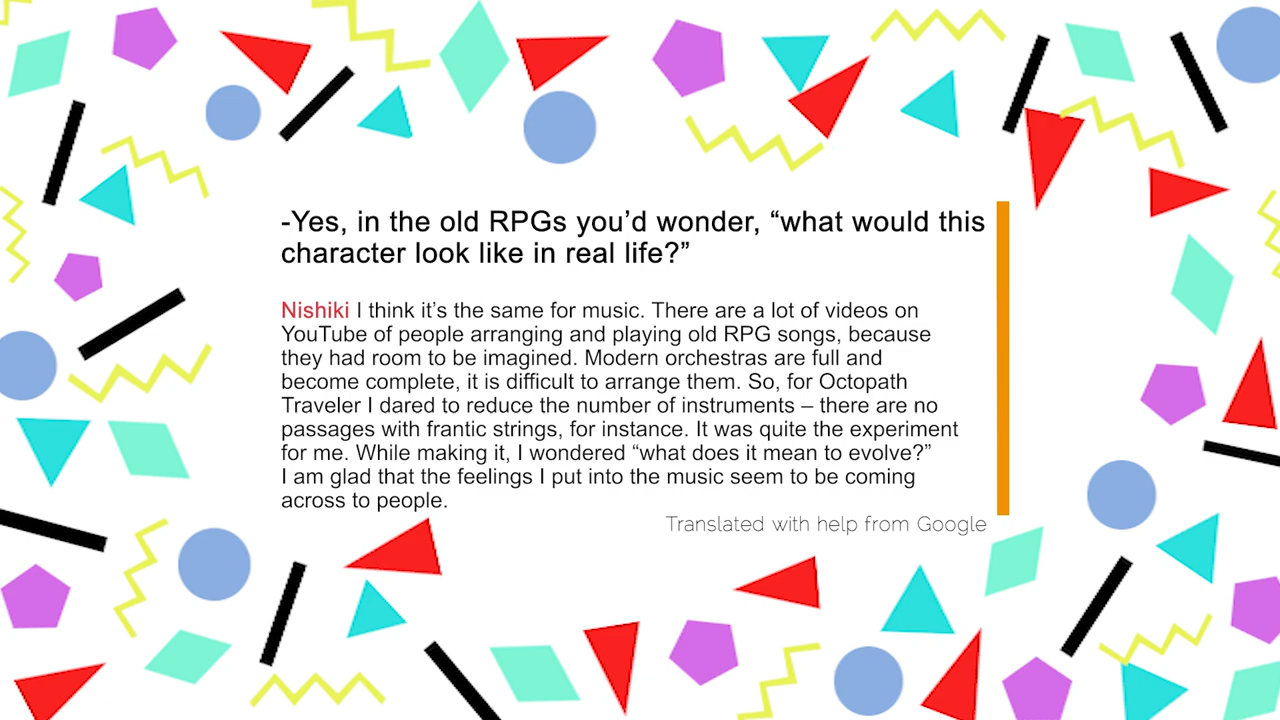 -Yes, in the old RPGs you’d wonder, “what would this
character look like in real life?”
Nishiki I think it’s the same for music. There are a lot of videos on
YouTube of people arranging and playing old RPG songs, because
they had room to be imagined. Modern orchestras are full and
become complete, it is difficult to arrange them. So, for Octopath
Traveler I dared to reduce the number of instruments – there are no
passages with frantic strings, for instance. It was quite the experiment
for me. While making it, I wondered “what does it mean to evolve?”
I am glad that the feelings I put into the music seem to be coming
across to people.
Translated with help from Google